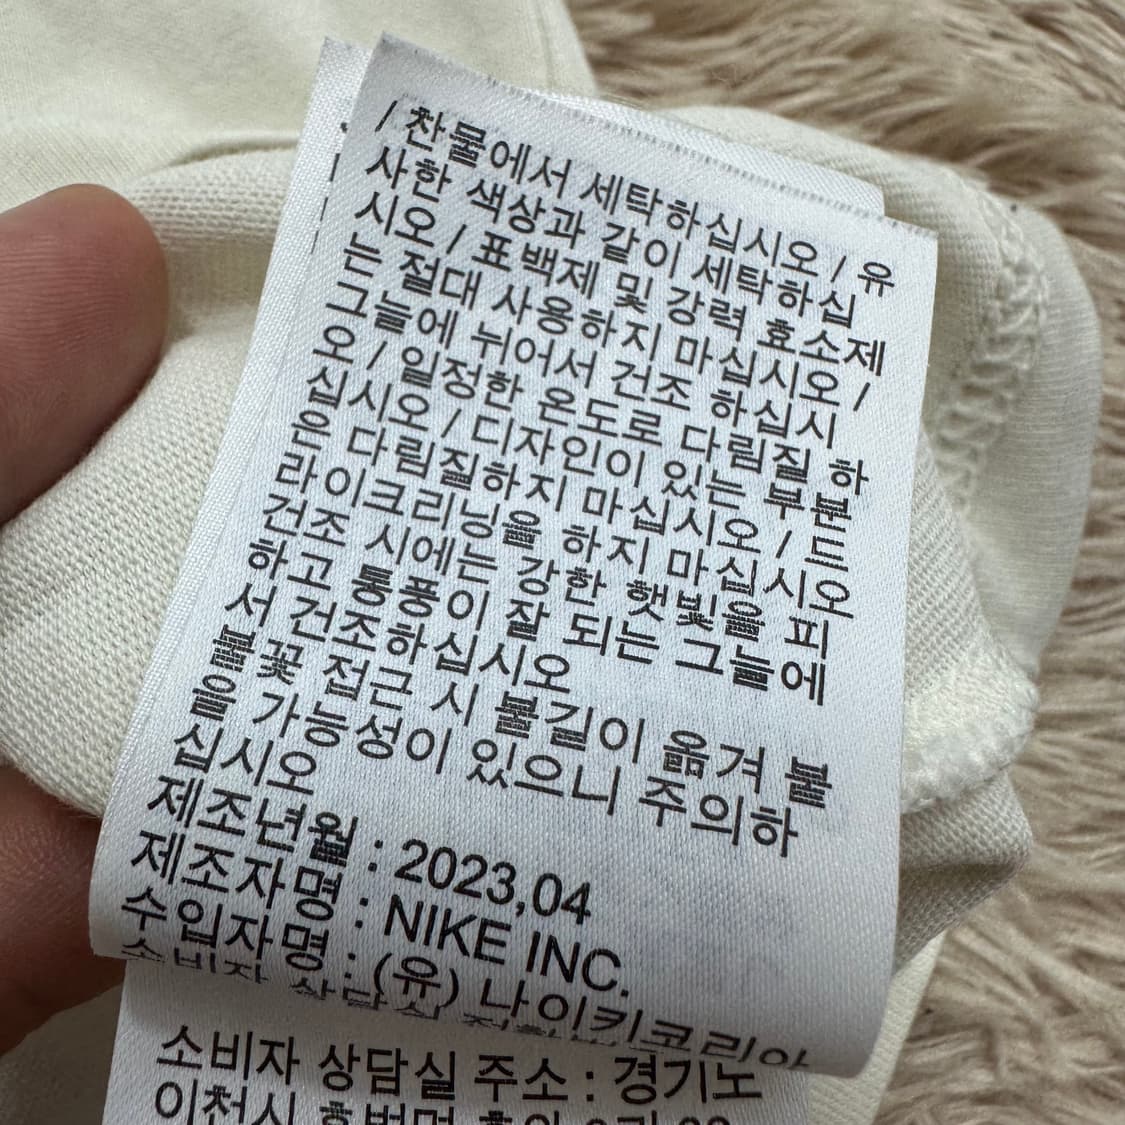 / 찬물에서 세탁하십시오 / 유
사한 색상과 같이 세탁하십
시오 / 표백제 및 강력 효소제
는 절대 사용하지 마십시오 /
그늘에 뉘어서 건조 하십시
오 / 일정한 온도로 다림질 하
십시오 / 디자인이 있는 부분
은 다림질하지 마십시오 / 드
라이크리닝을 하지 마십시오
건조 시에는 강한 햇빛을 피
하고 통풍이 잘 되는 그늘에
서 건조하십시오
불꽃 접근 시 불길이 옮겨 붙
을 가능성이 있으니 주의하
십시오
제조년월 : 2023,04
제조자명 : NIKE INC.
수입자명 : (유) 나이키코리아
소비자 상담실
소비자 상담실 주소 : 경기도
이천시